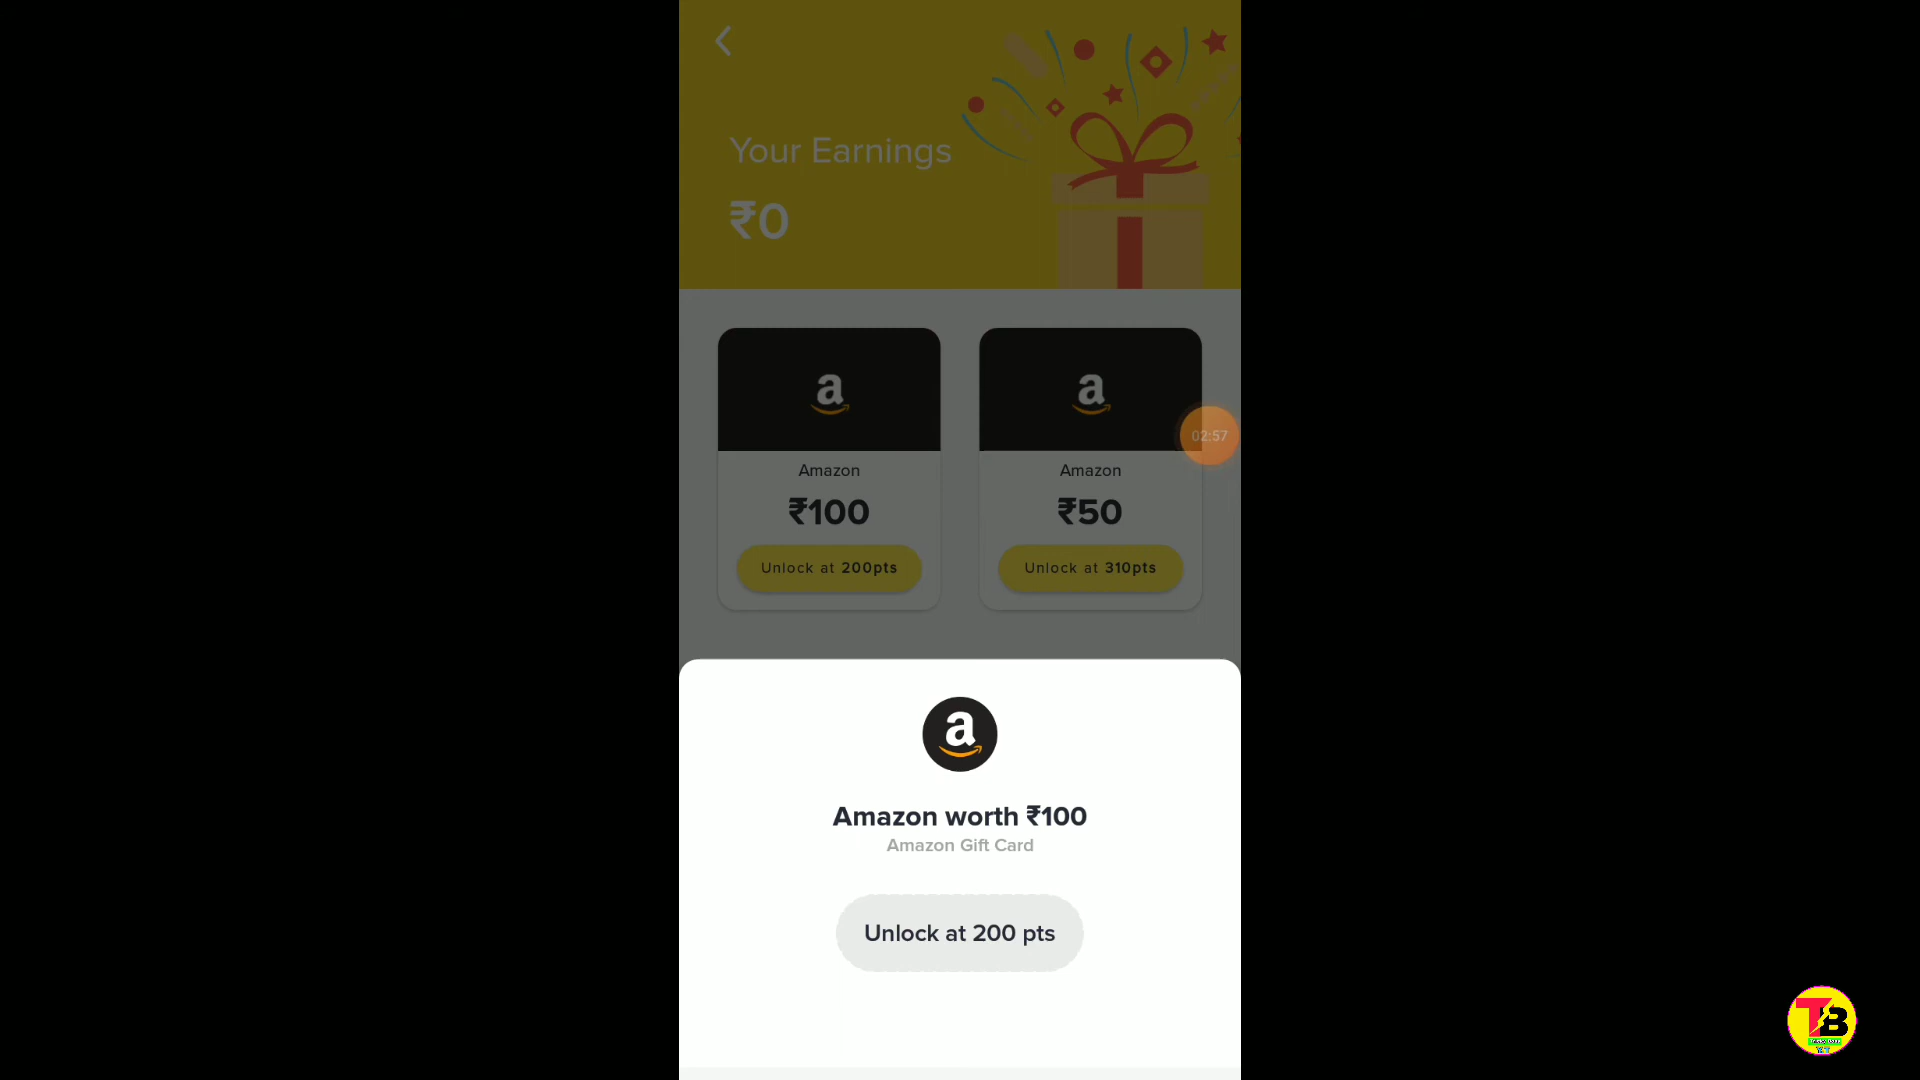 Your Earnings
₹0
a
a
02:57
Amazon
Amazon
₹100
₹50
Unlock at 200pts
Unlock at 310pts
a
Amazon worth ₹100
Amazon Gift Card
Unlock at 200 pts
TB